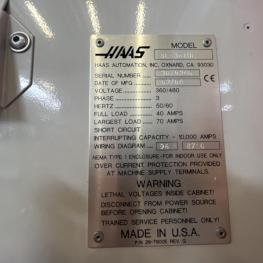 HAAS
MODEL
HAAS AUTOMATION, INC. OXNARD, CA. 93030
SERIAL NUMBER
DATE OF MFG.
VOLTAGE 360/480
PHASE 3
HERTZ 50/60
FULL LOAD 40 AMPS
LARGEST LOAD 70 AMPS
SHORT CIRCUIT
INTERRUPTING CAPACITY - 10,000 AMPS
WIRING DIAGRAM
NEMA TYPE 1 ENCLOSURE-FOR INDOOR USE ONLY
OVER CURRENT PROTECTION PROVIDED
AT MACHINE SUPPLY TERMINALS.
WARNING
LETHAL VOLTAGES INSIDE CABINET!
DISCONNECT FROM POWER SOURCE
BEFORE OPENING CABINET!
TRAINED SERVICE PERSONNEL ONLY!
MADE IN U.S.A.